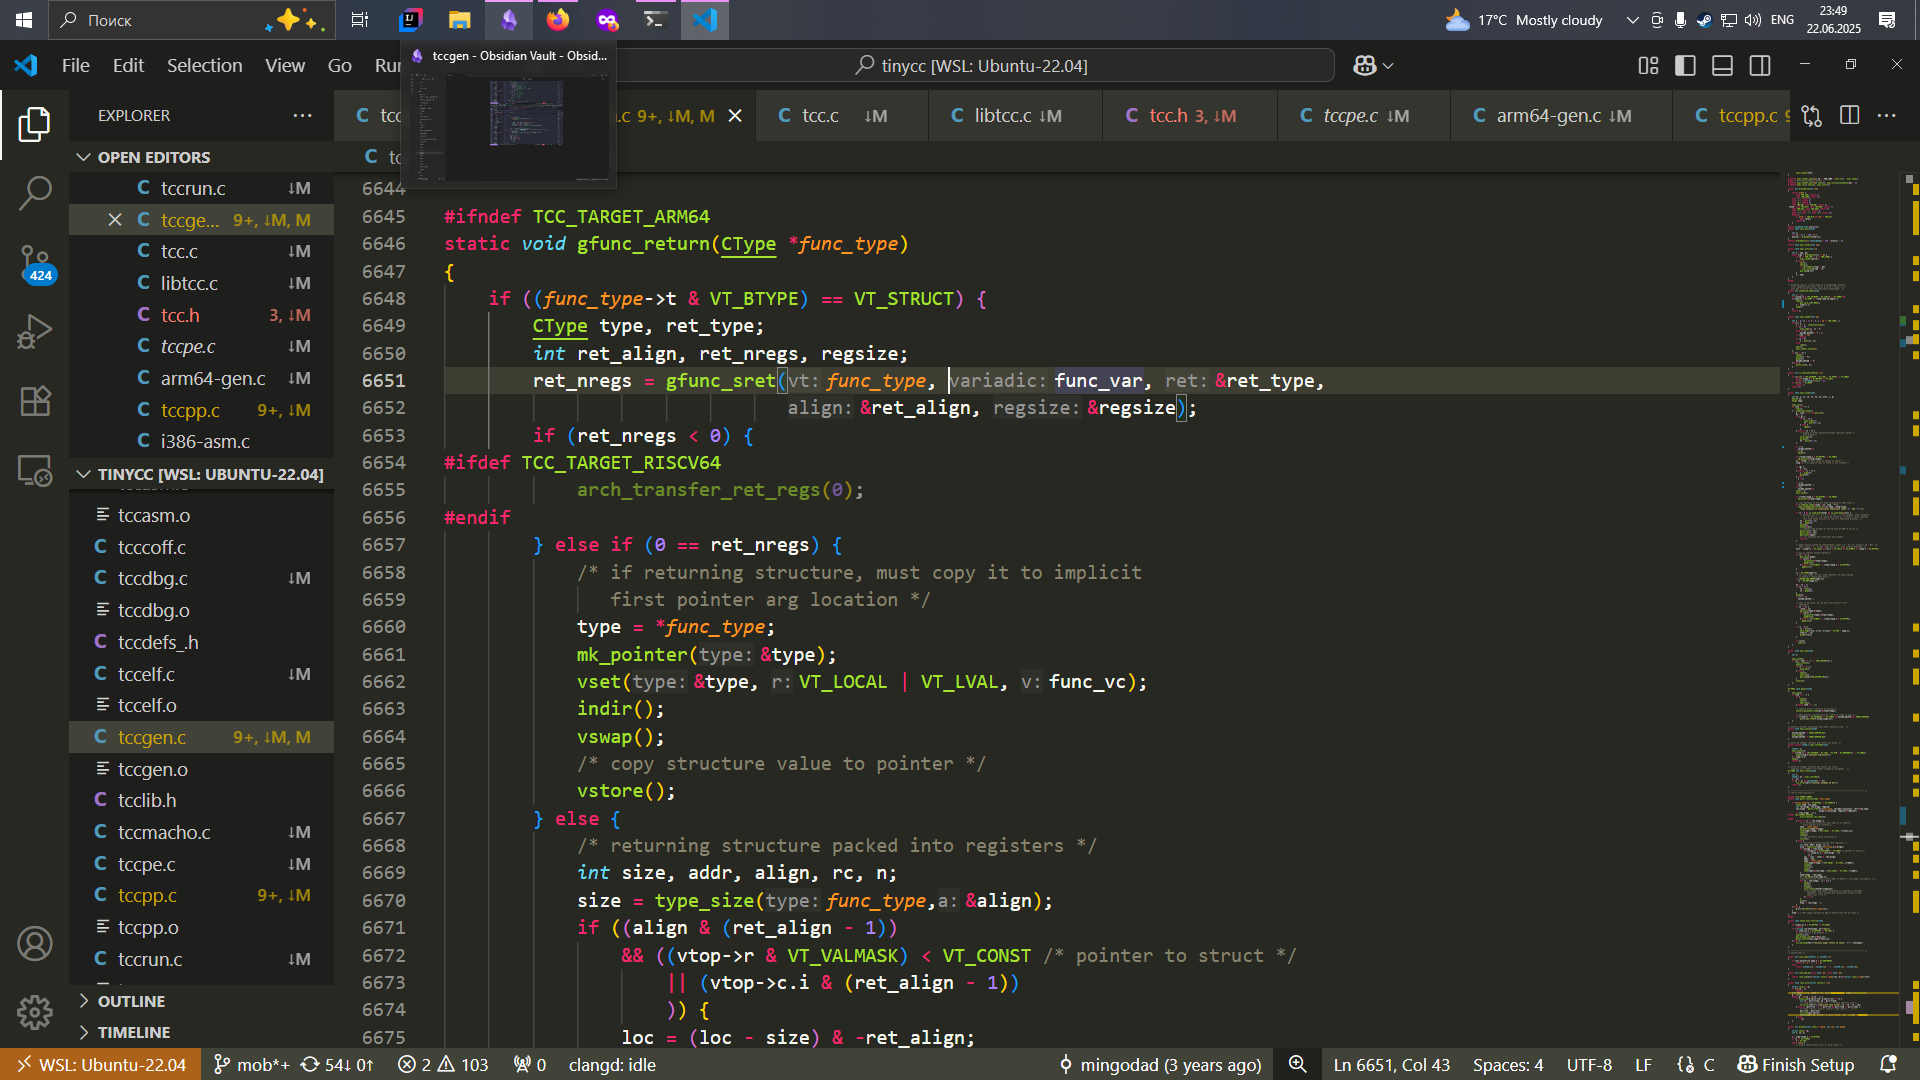 Поиск
17°C Mostly cloudy
ENG
23:49
22.06.2025
tccgen - Obsidian Vault - Obsid...
File Edit Selection View Go Ru
tinycc [WSL: Ubuntu-22.04]
EXPLORER
tcc
.c 9+, ↓M, M
tcc.c ↓M
libtcc.c ↓M
tcc.h 3, ↓M
tccpe.c ↓M
arm64-gen.c ↓M
tccpp.c 9
OPEN EDITORS
tccrun.c ↓M
tccge... 9+, ↓M, M
tcc.c ↓M
libtcc.c ↓M
tcc.h 3, ↓M
tccpe.c ↓M
arm64-gen.c ↓M
tccpp.c 9+, ↓M
i386-asm.c
424
TINYCC [WSL: UBUNTU-22.04]
tccasm.o
tcccoff.c
tccdbg.c ↓M
tccdbg.o
tccdefs_.h
tccelf.c ↓M
tccelf.o
tccgen.c 9+, ↓M, M
tccgen.o
tcclib.h
tccmacho.c ↓M
tccpe.c ↓M
tccpp.c 9+, ↓M
tccpp.o
tccrun.c ↓M
OUTLINE
TIMELINE
C tc
6644
6645 #ifndef TCC_TARGET_ARM64
6646 static void gfunc_return(CType *func_type)
6647 {
6648 if ((func_type->t & VT_BTYPE) == VT_STRUCT) {
6649 CType type, ret_type;
6650 int ret_align, ret_nregs, regsize;
6651 ret_nregs = gfunc_sret(vt: func_type, variadic: func_var, ret: &ret_type,
6652 align: &ret_align, regsize: &regsize);
6653 if (ret_nregs < 0) {
6654 #ifdef TCC_TARGET_RISCV64
6655 arch_transfer_ret_regs(0);
6656 #endif
6657 } else if (0 == ret_nregs) {
6658 /* if returning structure, must copy it to implicit
6659 first pointer arg location */
6660 type = *func_type;
6661 mk_pointer(type: &type);
6662 vset(type: &type, r: VT_LOCAL | VT_LVAL, v: func_vc);
6663 indir();
6664 vswap();
6665 /* copy structure value to pointer */
6666 vstore();
6667 } else {
6668 /* returning structure packed into registers */
6669 int size, addr, align, rc, n;
6670 size = type_size(type: func_type,a: &align);
6671 if ((align & (ret_align - 1))
6672 && ((vtop->r & VT_VALMASK) < VT_CONST /* pointer to struct */
6673 || (vtop->c.i & (ret_align - 1))
6674 )) {
6675 loc = (loc - size) & -ret_align;
WSL: Ubuntu-22.04 mob*+ 54↓ 0↑ 2 103 0 clangd: idle mingodad (3 years ago) Ln 6651, Col 43 Spaces: 4 UTF-8 LF C Finish Setup